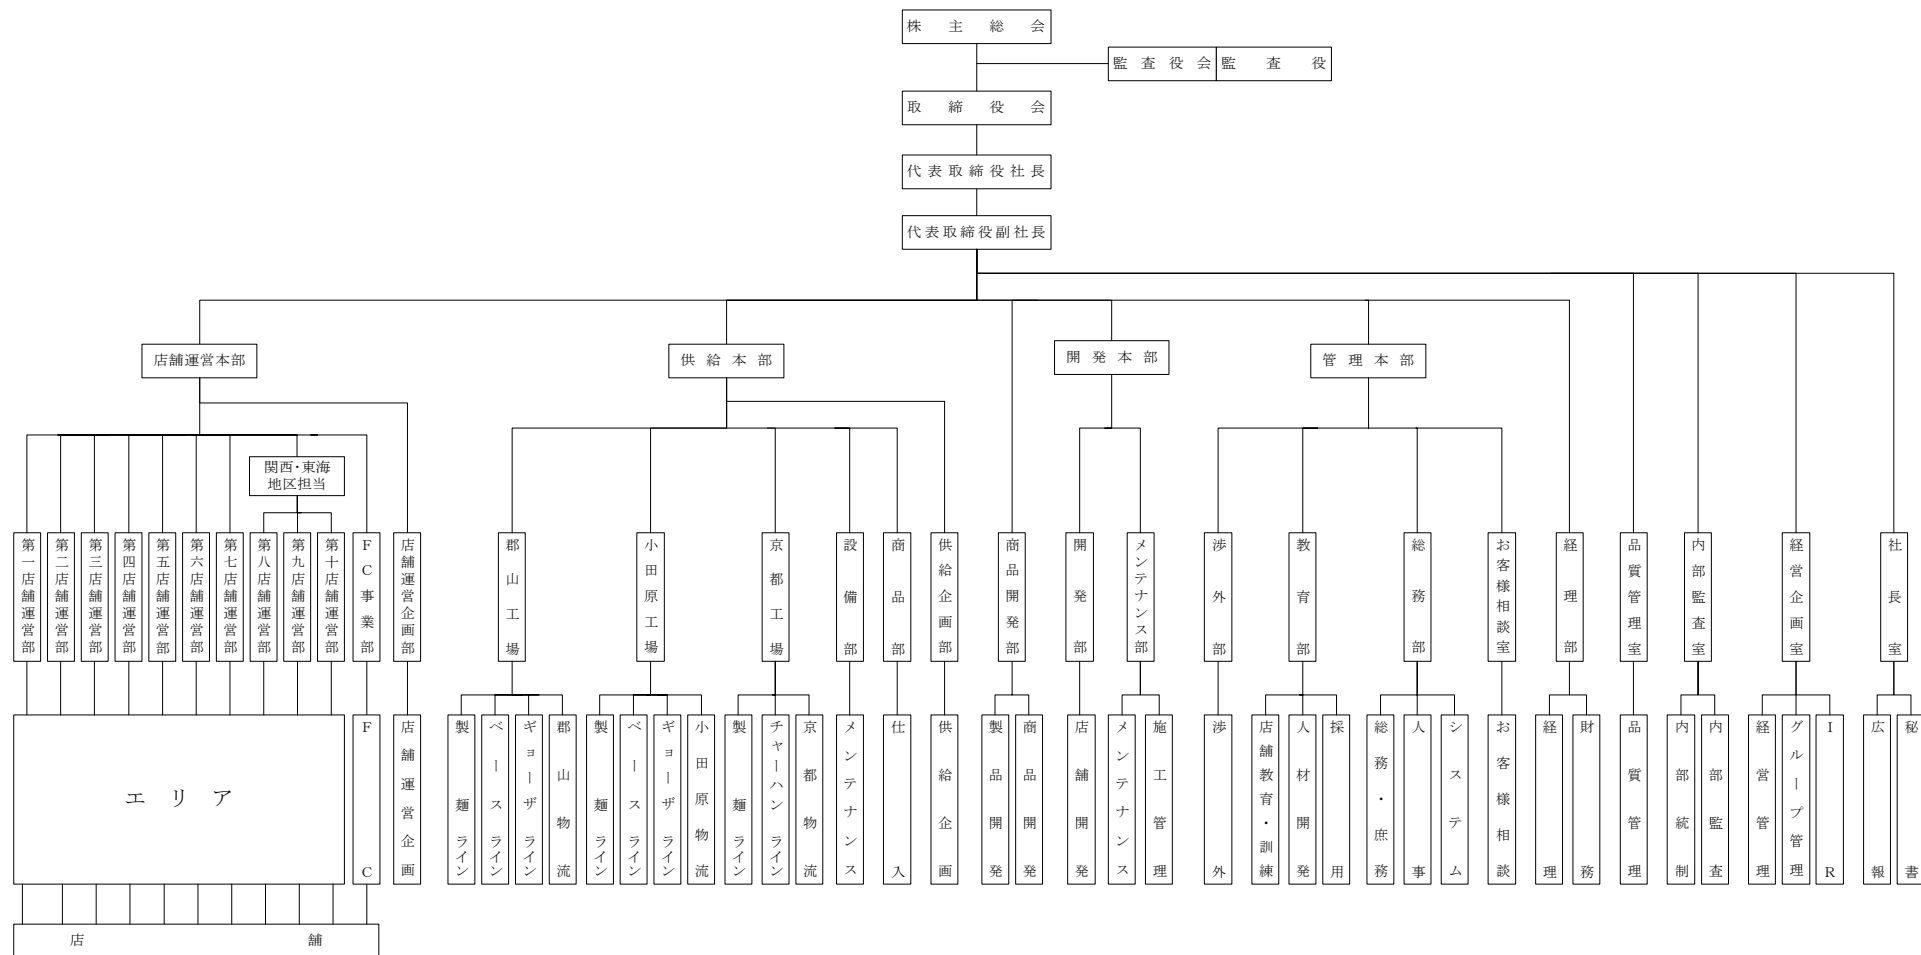 株主総会
監査役会
監査役
取締役会
代表取締役社長
代表取締役副社長
店舗運営本部
供給本部
開発本部
管理本部
関西・東海
地区担当
第一店舗運営部
第二店舗運営部
第三店舗運営部
第四店舗運営部
第五店舗運営部
第六店舗運営部
第七店舗運営部
第八店舗運営部
第九店舗運営部
第十店舗運営部
FC事業部
店舗運営企画部
郡山工場
小田原工場
京都工場
設備部
商品部
供給企画部
商品開発部
開発部
メンテナンス部
渉外部
教育部
総務部
お客様相談室
経理部
品質管理室
内部監査室
経営企画室
社長室
エリア
FC
店舗運営企画
製麺ライン
ベースライン
ギョーザライン
郡山物流
製麺ライン
ベースライン
ギョーザライン
小田原物流
製麺ライン
チャーハンライン
京都物流
メンテナンス
仕入
供給企画
製品開発
商品開発
店舗開発
メンテナンス
施工管理
渉外
店舗教育・訓練
人材開発
採用
総務・庶務
人事
システム
お客様相談
経理
財務
品質管理
内部統制
内部監査
経営管理
グループ管理
IR
広報
秘書
店舗